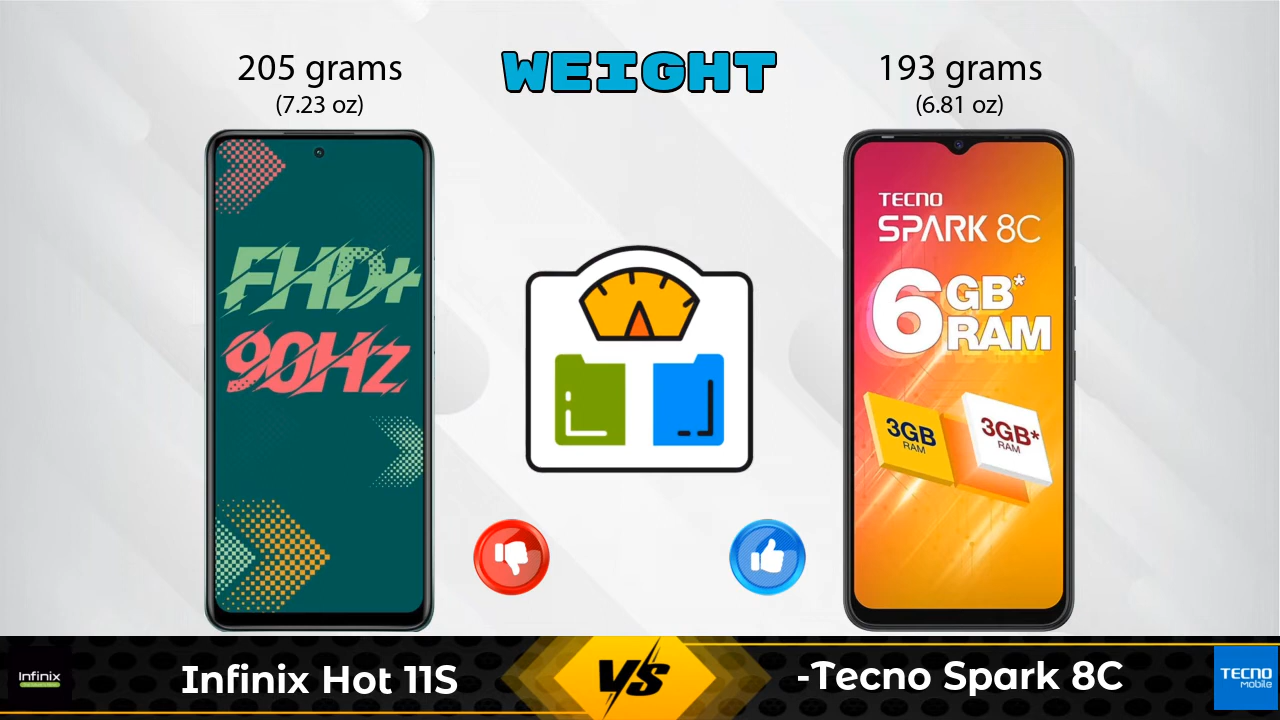 WEIGHT
205 grams
(7.23 oz)
193 grams
(6.81 oz)
FHD+
90Hz
TECNO
SPARK 8C
6GB*
RAM
3GB
RAM
3GB*
RAM
Infinix
Infinix Hot 11S
VS
-Tecno Spark 8C
TECNO
mobile